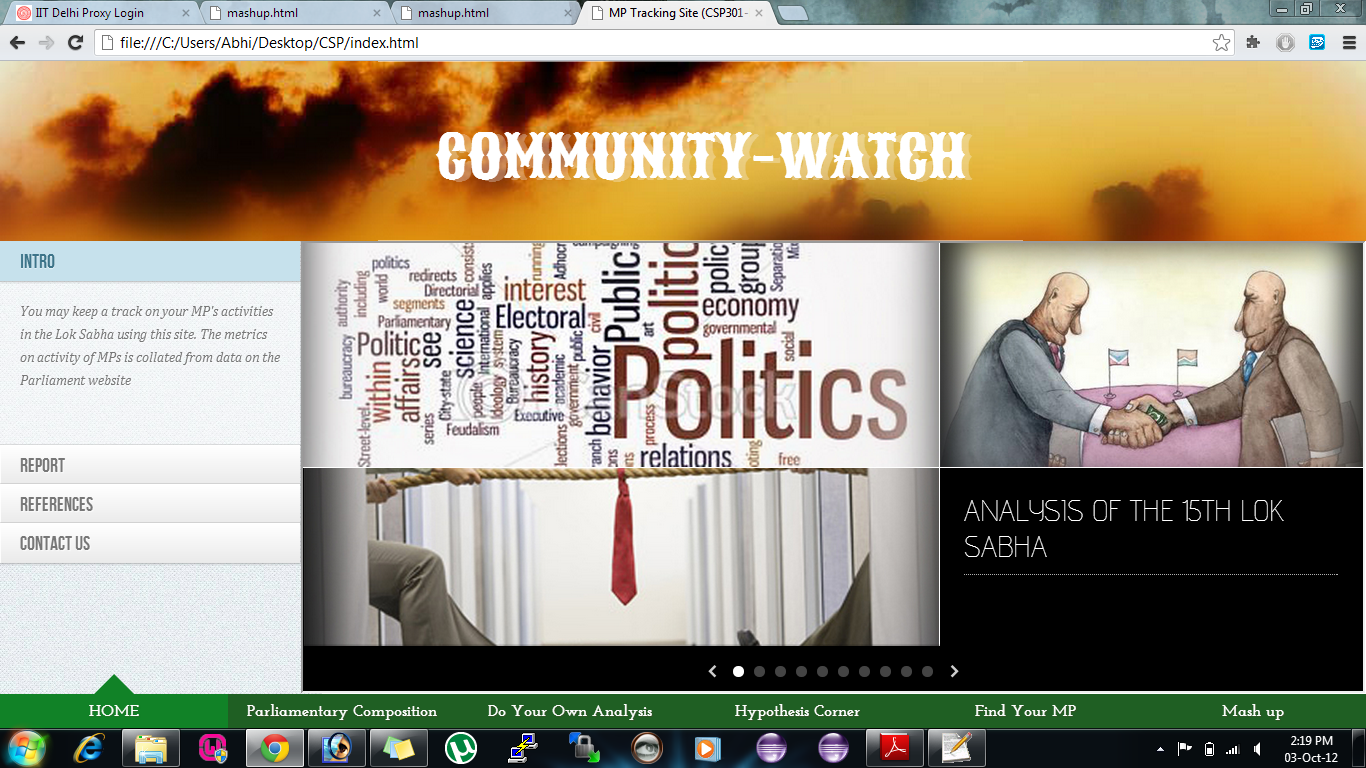 IIT Delhi Proxy Login
mashup.html
mashup.html
MP Tracking Site (CSP301-
file:///C:/Users/Abhi/Desktop/CSP/index.html
COMMUNITY-WATCH
INTRO
You may keep a track on your MP's activities
in the Lok Sabha using this site. The metrics
on activity of MPs is collated from data on the
Parliament website
REPORT
REFERENCES
CONTACT US
politics
redirects
Directorial
segments
Parliamentary
Politic
within
affairs
authority
including
world
bureaucracy
Street-level
series
see
City-state
Feudalism
science
people
consist
International
applies
Ideology
system
Bureaucracy
interest
Electoral
running
Adhoc
history
Executive
academic
civil
public
government
behavior
Public
art
process
politic
Politics
relations
policy
group
economy
governmental
social
Separation
Mix
free
ANALYSIS OF THE 15TH LOK
SABHA
HOME
Parliamentary Composition
Do Your Own Analysis
Hypothesis Corner
Find Your MP
Mash up
2:19 PM
03-Oct-12